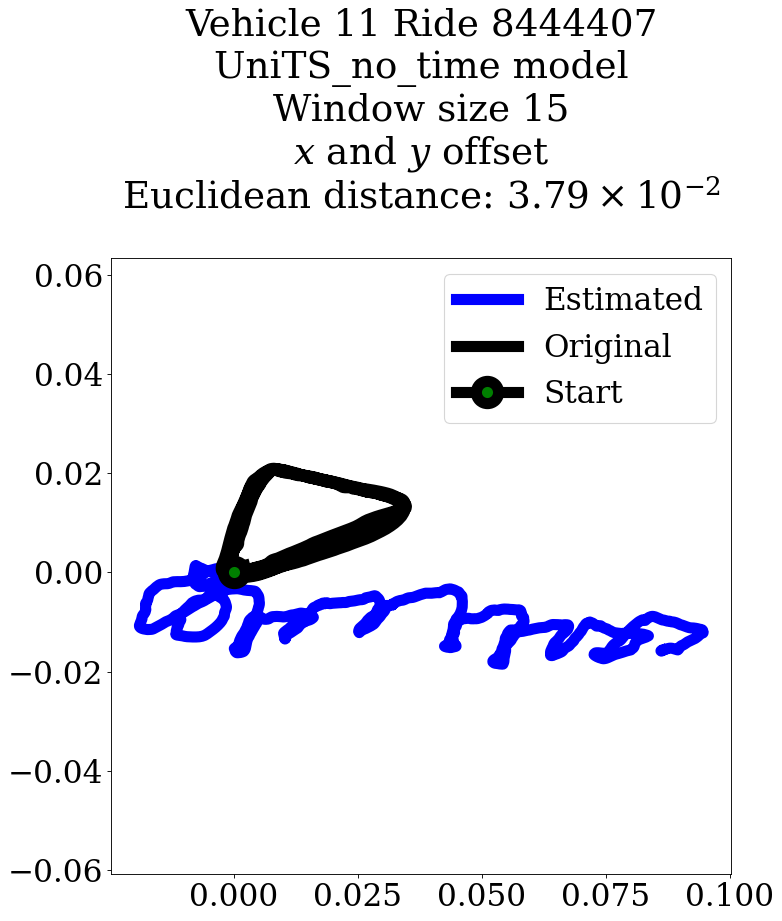 Vehicle 11 Ride 8444407
UniTS_no_time model
Window size 15
x and y offset
Euclidean distance: 3.79 × 10⁻²
Estimated
Original
Start
0.06
0.04
0.02
0.00
−0.02
−0.04
−0.06
0.000 0.025 0.050 0.075 0.100